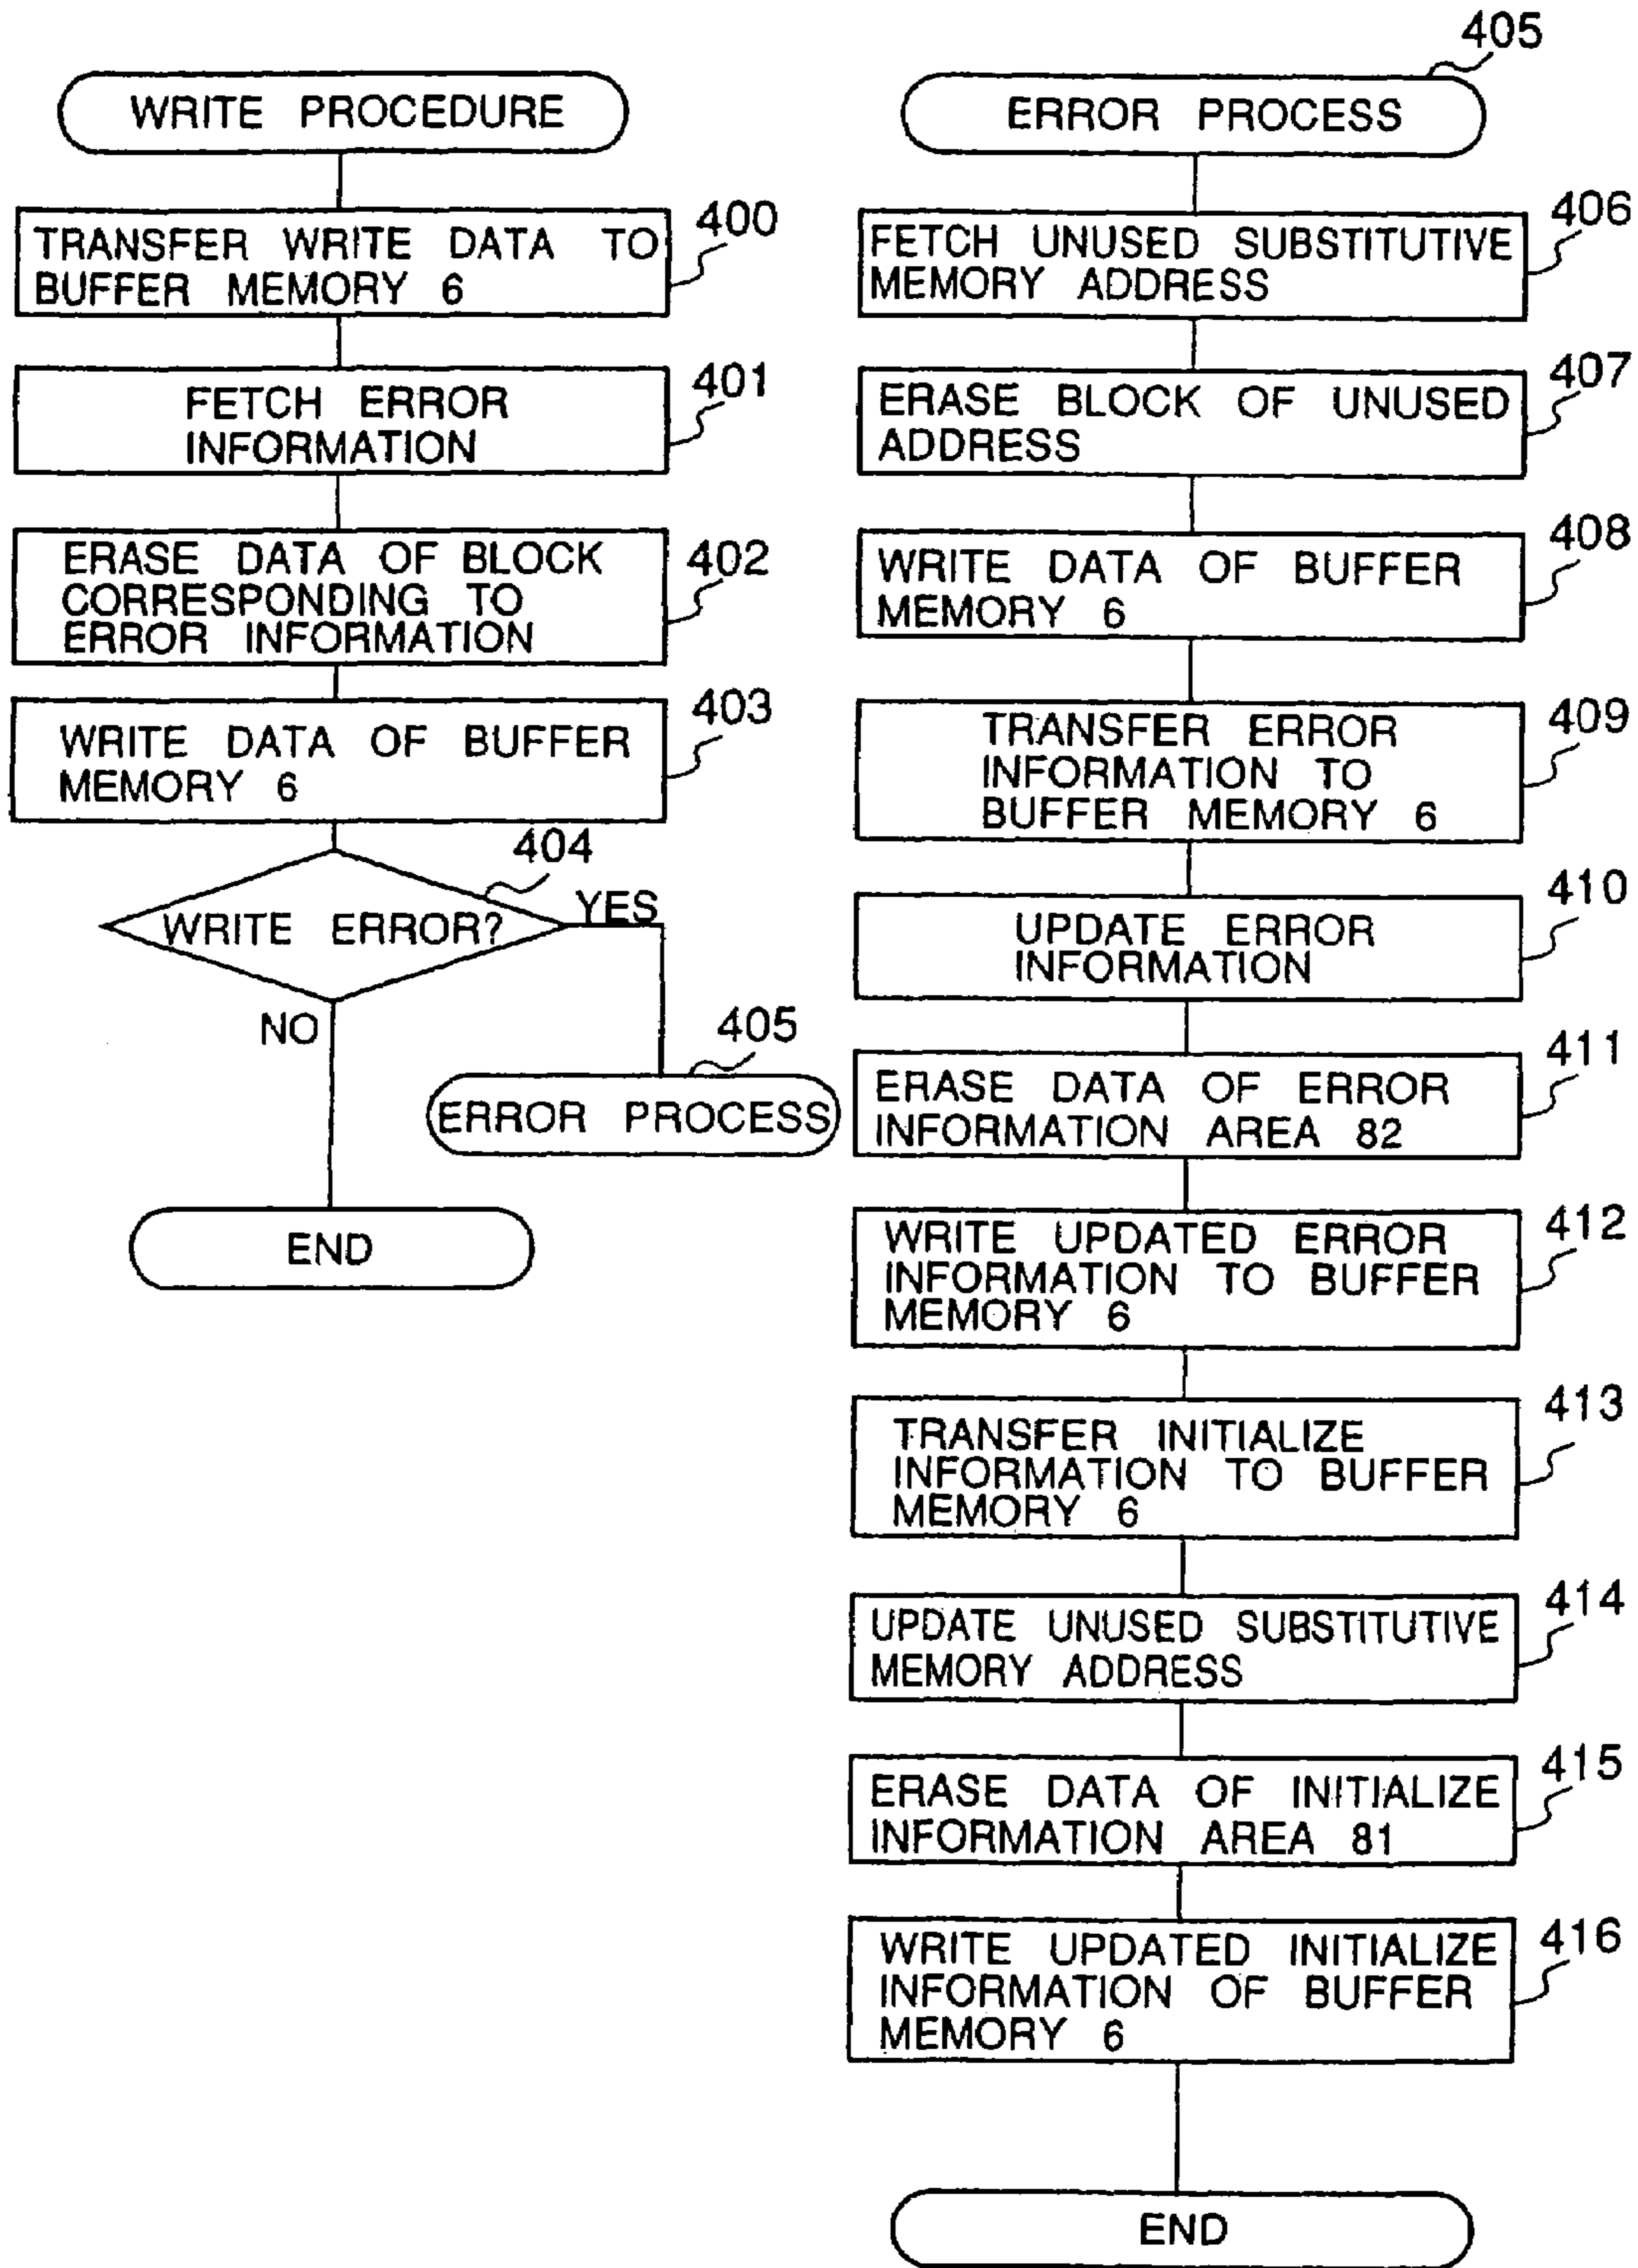 WRITE PROCEDURE
400
TRANSFER WRITE DATA TO
BUFFER MEMORY 6
401
FETCH ERROR
INFORMATION
402
ERASE DATA OF BLOCK
CORRESPONDING TO
ERROR INFORMATION
403
WRITE DATA OF BUFFER
MEMORY 6
404
WRITE ERROR?
YES
NO
405
ERROR PROCESS
END
405
ERROR PROCESS
406
FETCH UNUSED SUBSTITUTIVE
MEMORY ADDRESS
407
ERASE BLOCK OF UNUSED
ADDRESS
408
WRITE DATA OF BUFFER
MEMORY 6
409
TRANSFER ERROR
INFORMATION TO
BUFFER MEMORY 6
410
UPDATE ERROR
INFORMATION
411
ERASE DATA OF ERROR
INFORMATION AREA 82
412
WRITE UPDATED ERROR
INFORMATION TO BUFFER
MEMORY 6
413
TRANSFER INITIALIZE
INFORMATION TO BUFFER
MEMORY 6
414
UPDATE UNUSED SUBSTITUTIVE
MEMORY ADDRESS
415
ERASE DATA OF INITIALIZE
INFORMATION AREA 81
416
WRITE UPDATED INITIALIZE
INFORMATION OF BUFFER
MEMORY 6
END